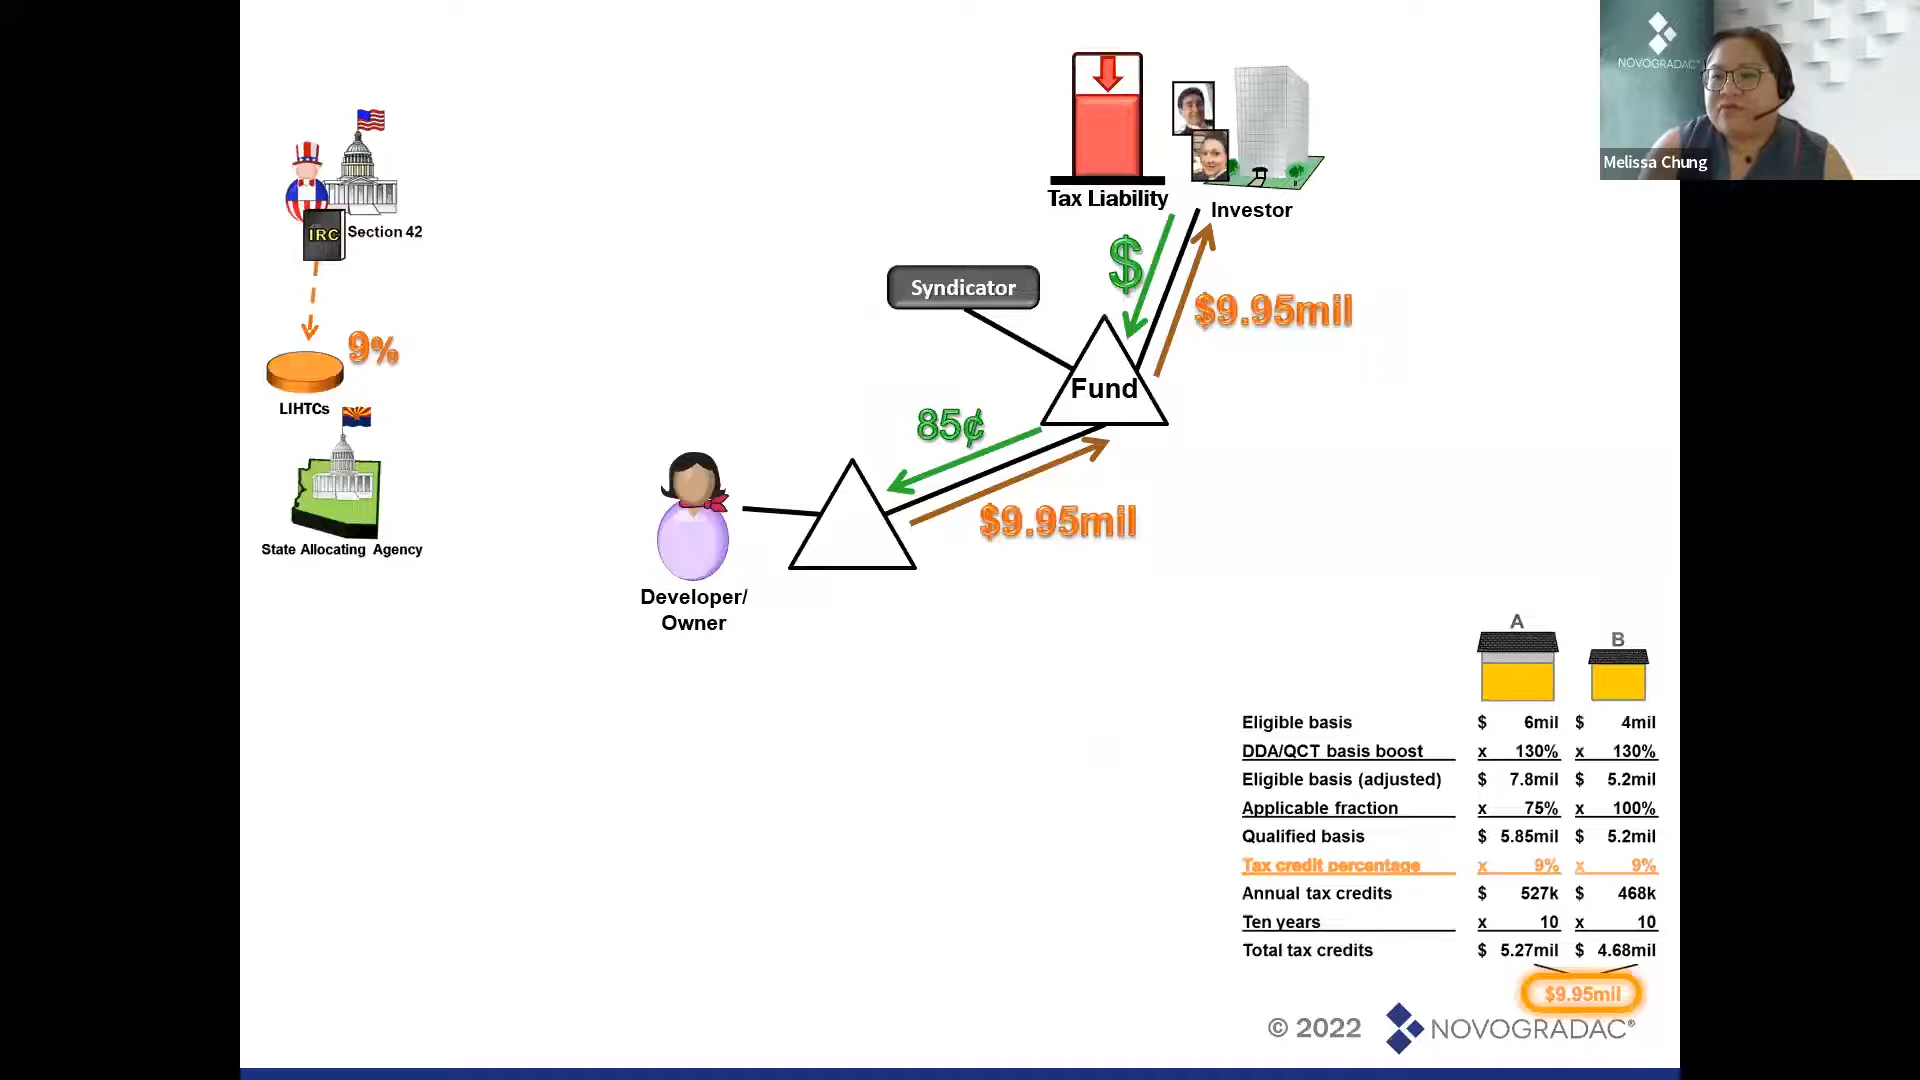 NOVOGRADAC®
Melissa Chung
Tax Liability
Investor
IRC
Section 42
$
Syndicator
$9.95mil
9%
Fund
LIHTCs
85¢
$9.95mil
State Allocating Agency
Developer/
Owner
A
B
Eligible basis $ 6mil $ 4mil
DDA/QCT basis boost x 130% x 130%
Eligible basis (adjusted) $ 7.8mil $ 5.2mil
Applicable fraction x 75% x 100%
Qualified basis $ 5.85mil $ 5.2mil
Tax credit percentage x 9% x 9%
Annual tax credits $ 527k $ 468k
Ten years x 10 x 10
Total tax credits $ 5.27mil $ 4.68mil
$9.95mil
© 2022 NOVOGRADAC®